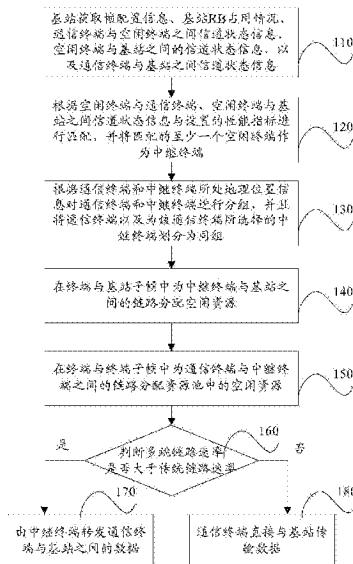 基站获取帧配置信息、基站RB占用情况、
通信终端与空闲终端之间信道状态信息、
空闲终端与基站之间的信道状态信息，以
及通信终端与基站之间信道状态信息
110
根据空闲终端与通信终端、空闲终端与基
站之间信道状态信息与设置的性能指标进
行匹配，并将匹配的至少一个空闲终端作
为中继终端
120
根据通信终端和中继终端所处地理位置信
息对通信终端和中继终端进行分组，并且
将通信终端以及为该通信终端所选择的中
继终端划分为同组
130
在终端与基站子帧中为中继终端与基站之
间的链路分配空闲资源
140
在终端与终端子帧中为通信终端与中继终
端之间的链路分配资源池中的空闲资源
150
判断多跳链路速率
是否大于传统链路速率
160
是
否
170
由中继终端转发通信终
端与基站之间的数据
180
通信终端直接与基站传
输数据